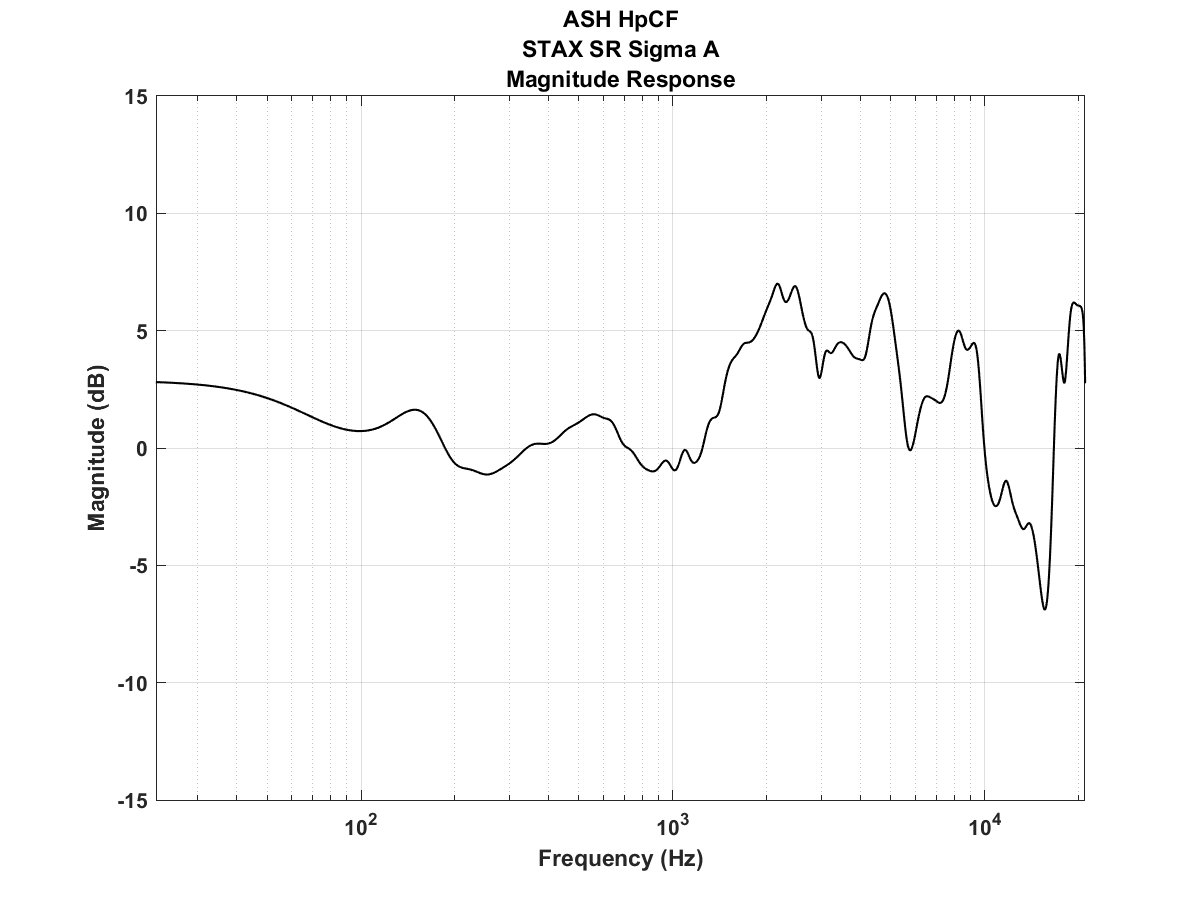 ASH HpCF
STAX SR Sigma A
Magnitude Response
15
10
5
0
-5
-10
-15
Magnitude (dB)
10² 10³ 10⁴
Frequency (Hz)